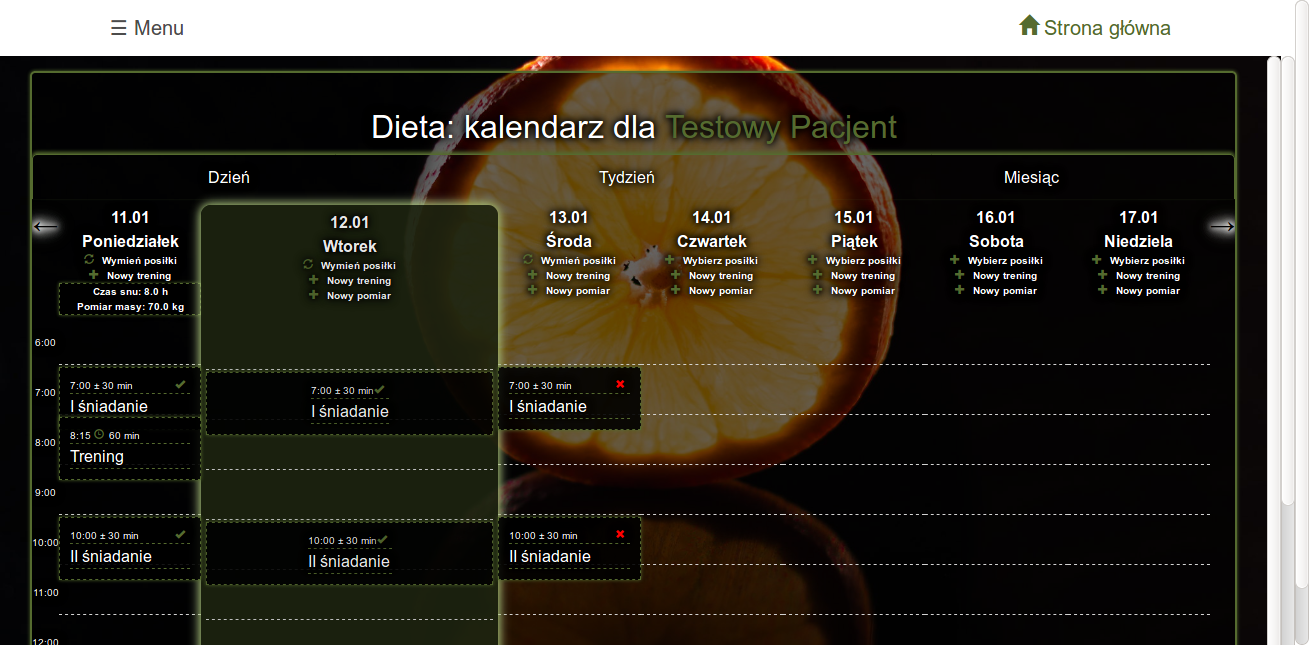 ☰ Menu
Strona główna
Dieta: kalendarz dla Testowy Pacjent
Dzień
Tydzień
Miesiąc
11.01
Poniedziałek
Wymień posiłki
Nowy trening
Czas snu: 8.0 h
Pomiar masy: 70.0 kg
12.01
Wtorek
Wymień posiłki
Nowy trening
Nowy pomiar
13.01
Środa
Wymień posiłki
Nowy trening
Nowy pomiar
14.01
Czwartek
Wybierz posiłki
Nowy trening
Nowy pomiar
15.01
Piątek
Wybierz posiłki
Nowy trening
Nowy pomiar
16.01
Sobota
Wybierz posiłki
Nowy trening
Nowy pomiar
17.01
Niedziela
Wybierz posiłki
Nowy trening
Nowy pomiar
6:00
7:00
8:00
9:00
10:00
11:00
12:00
7:00 ± 30 min
I śniadanie
8:15 60 min
Trening
10:00 ± 30 min
II śniadanie
7:00 ± 30 min
I śniadanie
10:00 ± 30 min
II śniadanie
7:00 ± 30 min
I śniadanie
10:00 ± 30 min
II śniadanie